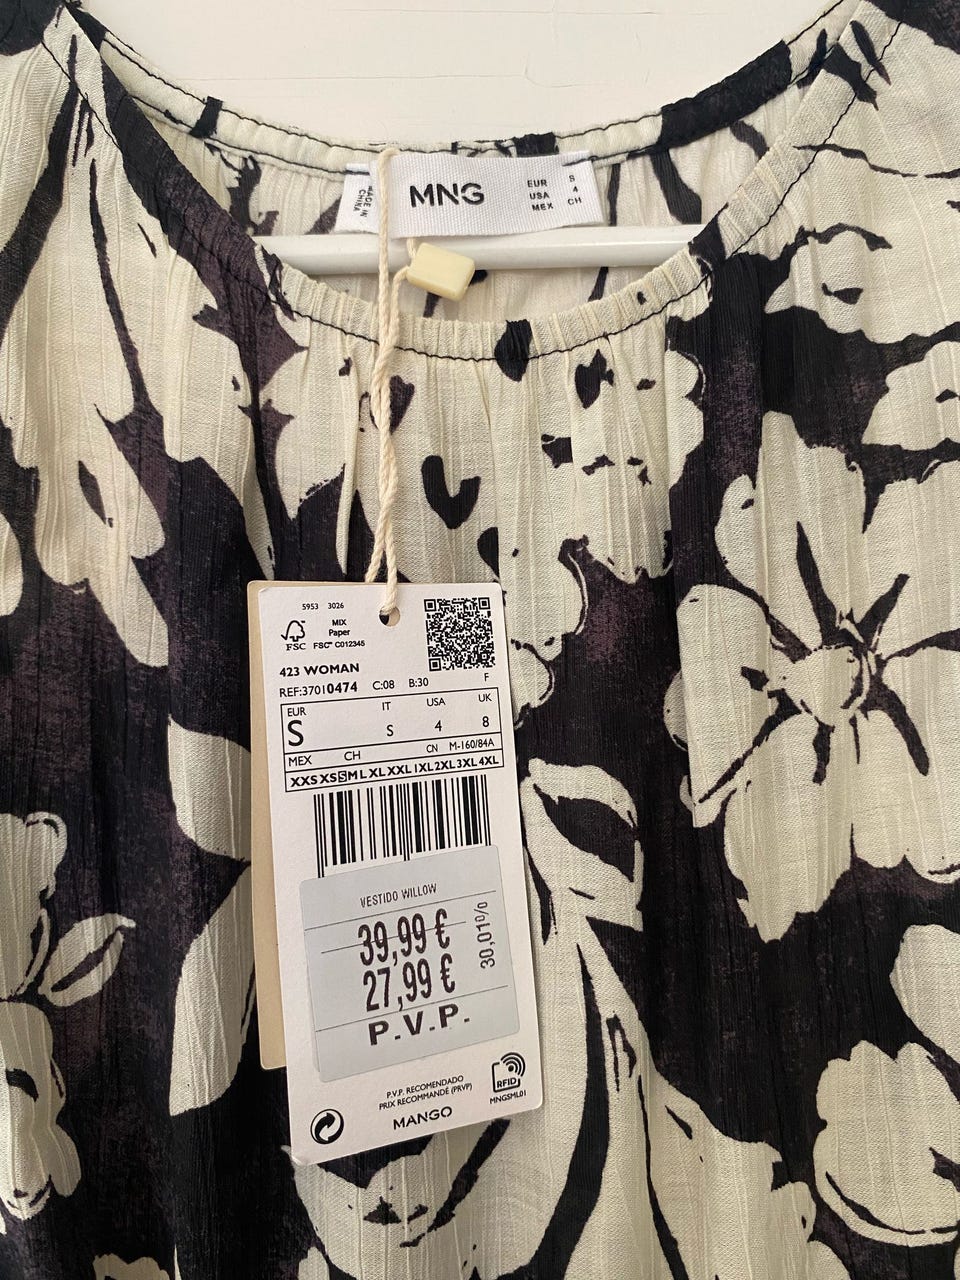 MADE IN
CHINA
MNG
EUR S
USA 4
MEX CH
5953 3026
FSC
MIX
Paper
FSC™ C012345
423 WOMAN
REF:37010474 C:08 B:30 F
EUR IT USA UK
S S 4 8
MEX CH CN M-160/84A
XXS XS S M L XL XXL 1XL 2XL 3XL 4XL
VESTIDO WILLOW
39,99 €
27,99 €
30,01%
P.V.P.
P.V.P. RECOMENDADO
PRIX RECOMMANDÉ (PRVP)
MANGO
RFID
MNGSML01